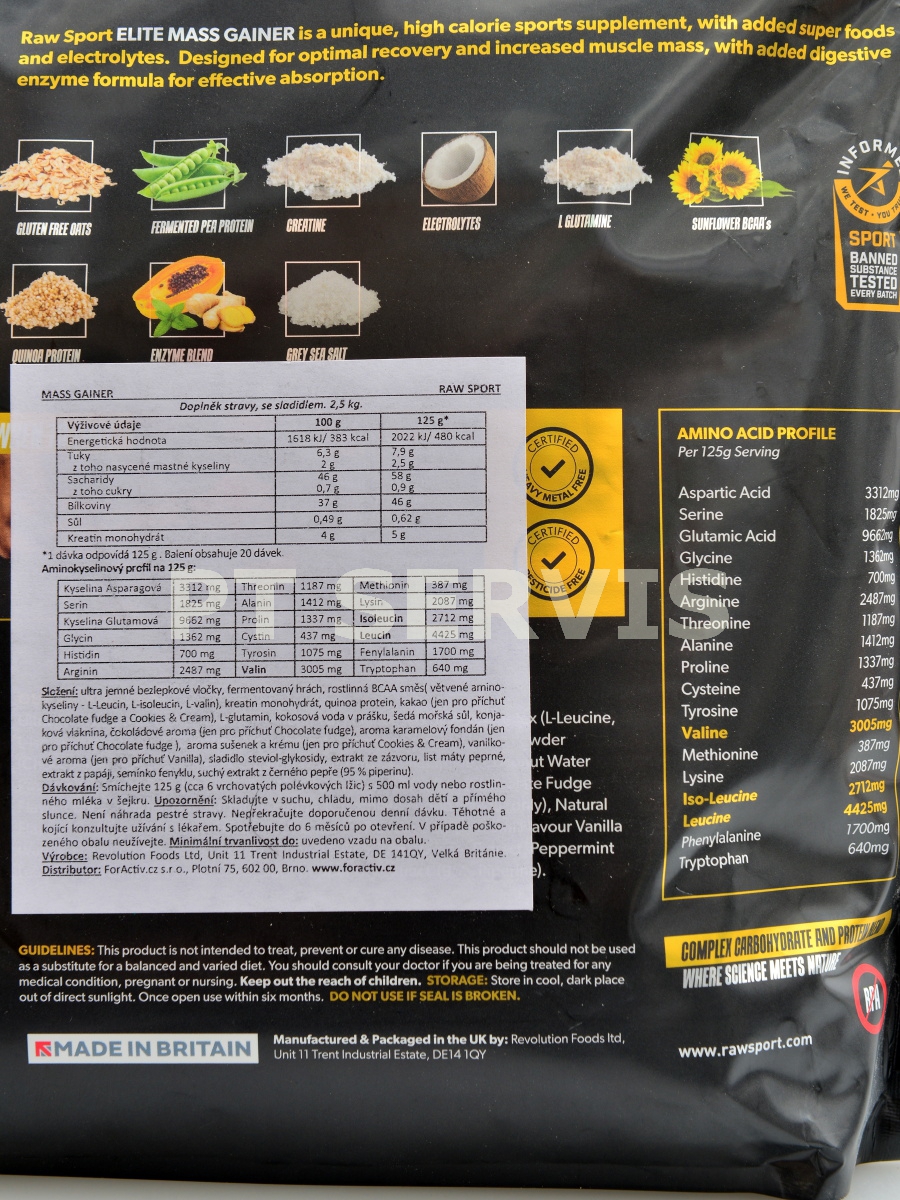 Raw Sport ELITE MASS GAINER is a unique, high calorie sports supplement, with added super foods
and electrolytes. Designed for optimal recovery and increased muscle mass, with added digestive
enzyme formula for effective absorption.
GLUTEN FREE OATS
FERMENTED PEA PROTEIN
CREATINE
ELECTROLYTES
L GLUTAMINE
SUNFLOWER BCAA's
WE TEST • YOU
SPORT
BANNED
SUBSTANCE
TESTED
EVERY BATCH
QUINOA PROTEIN
ENZYME BLEND
GREY SEA SALT
MASS GAINER RAW SPORT
Doplněk stravy, se sladidlem. 2,5 kg.
Výživové údaje 100 g 125 g*
Energetická hodnota 1618 kJ/ 383 kcal 2022 kJ/ 480 kcal
Tuky 6,3 g 7,9 g
z toho nasycené mastné kyseliny 2 g 2,5 g
Sacharidy 46 g 58 g
z toho cukry 0,7 g 0,9 g
Bílkoviny 37 g 46 g
Sůl 0,49 g 0,62 g
Kreatin monohydrát 4 g 5 g
*1 dávka odpovídá 125 g . Balení obsahuje 20 dávek.
Aminokyselinový profil na 125 g:
Kyselina Asparagová 3312 mg Threonin 1187 mg Methionin 387 mg
Serin 1825 mg Alanin 1412 mg Lysin 2087 mg
Kyselina Glutamová 9662 mg Prolin 1337 mg Isoleucin 2712 mg
Glycin 1362 mg Cystin 437 mg Leucin 4425 mg
Histidin 700 mg Tyrosin 1075 mg Fenylalanin 1700 mg
Arginin 2487 mg Valin 3005 mg Tryptophan 640 mg
Složení: ultra jemné bezlepkové vločky, fermentovaný hrách, rostlinná BCAA směs( větvené amino-
kyseliny - L-Leucin, L-isoleucin, L-valin), kreatin monohydrát, quinoa protein, kakao (jen pro příchuť
Chocolate fudge a Cookies & Cream), L-glutamin, kokosová voda v prášku, šedá mořská sůl, konja-
ková vlaknina, čokoládové aroma (jen pro příchuť Chocolate fudge), aroma karamelový fondán (jen
pro příchuť Chocolate fudge ), aroma sušenek a krému (jen pro příchuť Cookies & Cream), vanilko-
vé aroma (jen pro příchuť Vanilla), sladidlo steviol-glykosidy, extrakt ze zázvoru, list máty peprné,
extrakt z papáji, semínko fenyklu, suchý extrakt z černého pepře (95 % piperinu).
Dávkování: Smíchejte 125 g (cca 6 vrchovatých polévkových lžic) s 500 ml vody nebo rostlin-
ného mléka v šejkru. Upozornění: Skladujte v suchu, chladu, mimo dosah dětí a přímého
slunce. Není náhrada pestré stravy. Nepřekračujte doporučenou denní dávku. Těhotné a
kojící konzultujte užívání s lékařem. Spotřebujte do 6 měsíců po otevření. V případě poško-
zeného obalu neužívejte. Minimální trvanlivost do: uvedeno vzadu na obalu.
Výrobce: Revolution Foods Ltd, Unit 11 Trent Industrial Estate, DE 141QY, Velká Británie.
Distributor: ForActiv.cz s.r.o., Plotní 75, 602 00, Brno. www.foractiv.cz
CERTIFIED
METAL FREE
CERTIFIED
FREE
(L-Leucine,
Water
Fudge
Natural
Vanilla
Peppermint
AMINO ACID PROFILE
Per 125g Serving
Aspartic Acid 3312mg
Serine 1825mg
Glutamic Acid 9662mg
Glycine 1362mg
Histidine 700mg
Arginine 2487mg
Threonine 1187mg
Alanine 1412mg
Proline 1337mg
Cysteine 437mg
Tyrosine 1075mg
Valine 3005mg
Methionine 387mg
Lysine 2087mg
Iso-Leucine 2712mg
Leucine 4425mg
Phenylalanine 1700mg
Tryptophan 640mg
COMPLEX CARBOHYDRATE AND PROTEIN
WHERE SCIENCE MEETS NATURE
BPA
GUIDELINES: This product is not intended to treat, prevent or cure any disease. This product should not be used
as a substitute for a balanced and varied diet. You should consult your doctor if you are being treated for any
medical condition, pregnant or nursing. Keep out the reach of children. STORAGE: Store in cool, dark place
out of direct sunlight. Once open use within six months. DO NOT USE IF SEAL IS BROKEN.
MADE IN BRITAIN
Manufactured & Packaged in the UK by: Revolution Foods ltd,
Unit 11 Trent Industrial Estate, DE14 1QY
www.rawsport.com
PT SERVIS